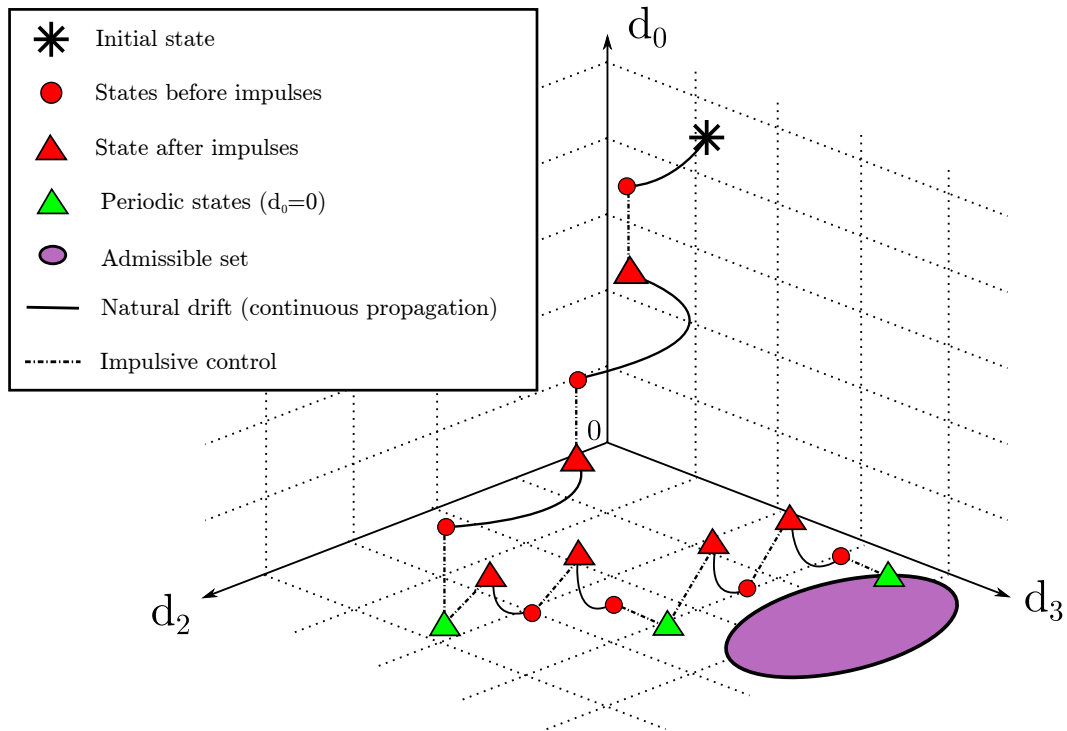 Initial state
States before impulses
State after impulses
Periodic states (d₀=0)
Admissible set
Natural drift (continuous propagation)
Impulsive control
d₀
0
d₂
d₃